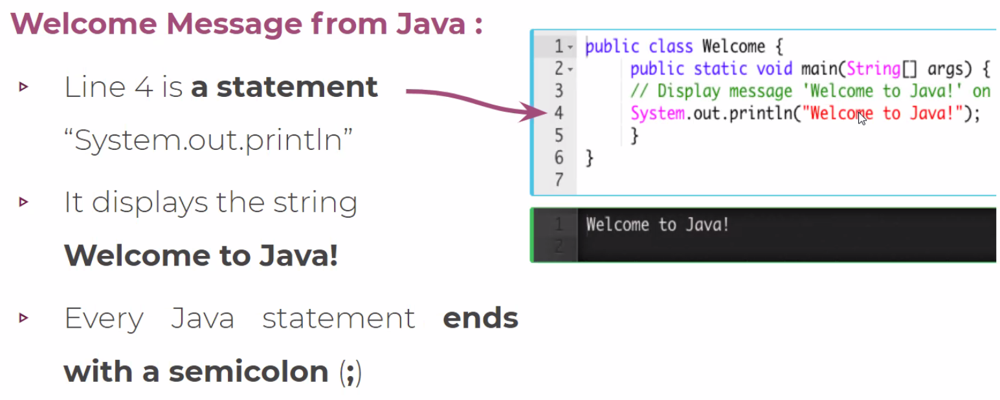 Welcome Message from Java :
Line 4 is a statement
“System.out.println”
It displays the string
Welcome to Java!
Every Java statement ends
with a semicolon (;)
1 public class Welcome {
2 public static void main(String[] args) {
3 // Display message 'Welcome to Java!' on
4 System.out.println("Welcome to Java!");
5 }
6 }
7
1 Welcome to Java!
2